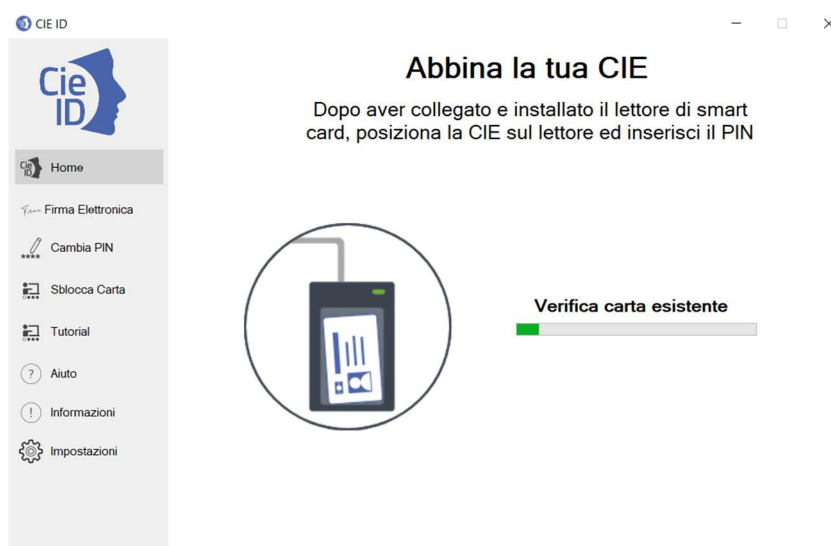 CIE ID
Cie
ID
Home
Firma Elettronica
Cambia PIN
Sblocca Carta
Tutorial
Aiuto
Informazioni
Impostazioni
Abbina la tua CIE
Dopo aver collegato e installato il lettore di smart
card, posiziona la CIE sul lettore ed inserisci il PIN
Verifica carta esistente